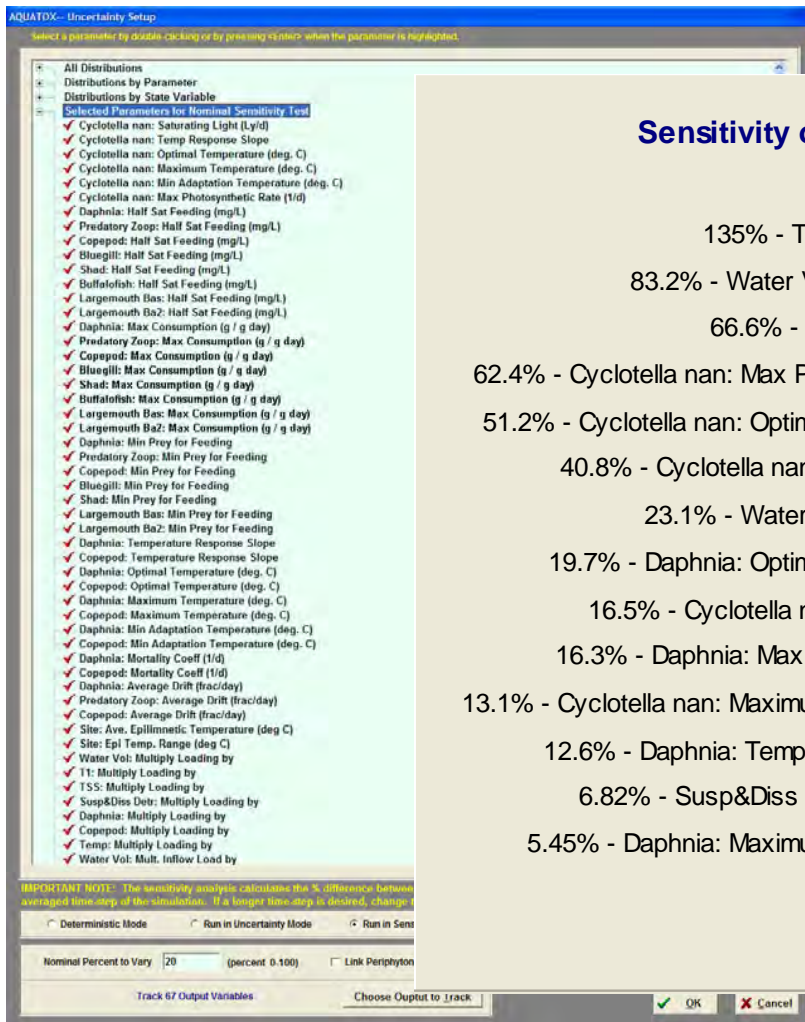 AQUATOX-- Uncertainty Setup
Select a parameter by double-clicking or by pressing <enter> when the parameter is highlighted.
All Distributions
Distributions by Parameter
Distributions by State Variable
Selected Parameters for Nominal Sensitivity Test
Cyclotella nan: Saturating Light (Ly/d)
Cyclotella nan: Temp Response Slope
Cyclotella nan: Optimal Temperature (deg. C)
Cyclotella nan: Maximum Temperature (deg. C)
Cyclotella nan: Min Adaptation Temperature (deg. C)
Cyclotella nan: Max Photosynthetic Rate (1/d)
Daphnia: Half Sat Feeding (mg/L)
Predatory Zoop: Half Sat Feeding (mg/L)
Copepod: Half Sat Feeding (mg/L)
Bluegill: Half Sat Feeding (mg/L)
Shad: Half Sat Feeding (mg/L)
Buffalofish: Half Sat Feeding (mg/L)
Largemouth Bas: Half Sat Feeding (mg/L)
Largemouth Ba2: Half Sat Feeding (mg/L)
Daphnia: Max Consumption (g / g day)
Predatory Zoop: Max Consumption (g / g day)
Copepod: Max Consumption (g / g day)
Bluegill: Max Consumption (g / g day)
Shad: Max Consumption (g / g day)
Buffalofish: Max Consumption (g / g day)
Largemouth Bas: Max Consumption (g / g day)
Largemouth Ba2: Max Consumption (g / g day)
Daphnia: Min Prey for Feeding
Predatory Zoop: Min Prey for Feeding
Copepod: Min Prey for Feeding
Bluegill: Min Prey for Feeding
Shad: Min Prey for Feeding
Largemouth Bas: Min Prey for Feeding
Largemouth Ba2: Min Prey for Feeding
Daphnia: Temperature Response Slope
Copepod: Temperature Response Slope
Daphnia: Optimal Temperature (deg. C)
Copepod: Optimal Temperature (deg. C)
Daphnia: Maximum Temperature (deg. C)
Copepod: Maximum Temperature (deg. C)
Daphnia: Min Adaptation Temperature (deg. C)
Copepod: Min Adaptation Temperature (deg. C)
Daphnia: Mortality Coeff (1/d)
Copepod: Mortality Coeff (1/d)
Daphnia: Average Drift (frac/day)
Predatory Zoop: Average Drift (frac/day)
Copepod: Average Drift (frac/day)
Site: Ave. Epilimnetic Temperature (deg C)
Site: Epi Temp. Range (deg C)
Water Vol: Multiply Loading by
T1: Multiply Loading by
TSS: Multiply Loading by
Susp&Diss Detr: Multiply Loading by
Daphnia: Multiply Loading by
Copepod: Multiply Loading by
Temp: Multiply Loading by
Water Vol: Mult. Inflow Load by
IMPORTANT NOTE: The sensitivity analysis calculates the % difference betwee
averaged time-step of the simulation. If a longer time-step is desired, change
Deterministic Mode Run in Uncertainty Mode Run in Sens
Nominal Percent to Vary 20 (percent 0-100) Link Periphyton
Track 67 Output Variables Choose Ouptut to Track
OK Cancel
Sensitivity
135% - T
83.2% - Water
66.6% -
62.4% - Cyclotella nan: Max P
51.2% - Cyclotella nan: Optim
40.8% - Cyclotella nan
23.1% - Water
19.7% - Daphnia: Optim
16.5% - Cyclotella
16.3% - Daphnia: Max
13.1% - Cyclotella nan: Maximu
12.6% - Daphnia: Temp
6.82% - Susp&Diss
5.45% - Daphnia: Maximu